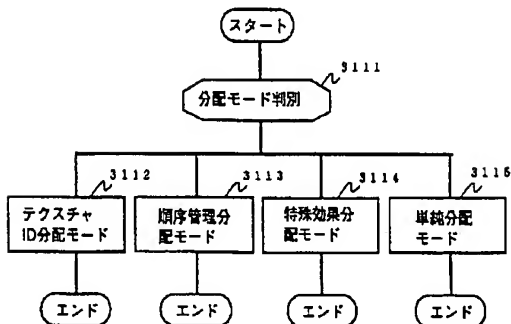 スタート
3111
分配モード判別
3112
3113
3114
3115
テクスチャ
ID分配モード
順序管理分
配モード
特殊効果分
配モード
単純分配
モード
エンド
エンド
エンド
エンド